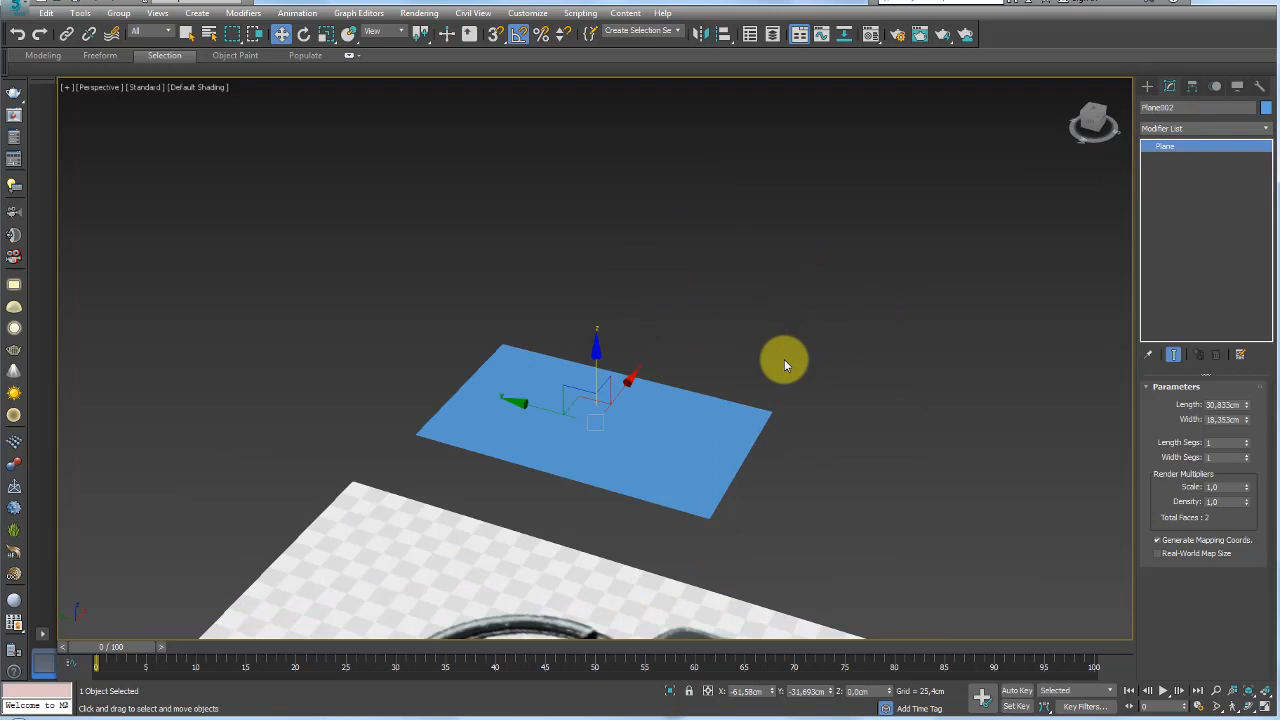 Edit Tools Group Views Create Modifiers Animation Graph Editors Rendering Civil View Customize Scripting Content Help
All View Create Selection Se
Modeling Freeform Selection Object Paint Populate
[+] [Perspective] [Standard] [Default Shading]
Plane002
Modifier List
Plane
z
Parameters
Length: 30,833cm
Width: 18,353cm
Length Segs: 1
Width Segs: 1
Render Multipliers
Scale: 1,0
Density: 1,0
Total Faces : 2
Generate Mapping Coords.
Real-World Map Size
< 0 / 100 >
0 5 10 15 20 25 30 35 40 45 50 55 60 65 70 75 80 85 90 95 100
1 Object Selected X: -61,58cm Y: -31,693cm Z: 0,0cm Grid = 25,4cm Auto Key Selected
Welcome to M Click and drag to select and move objects Add Time Tag Set Key Key Filters... 0